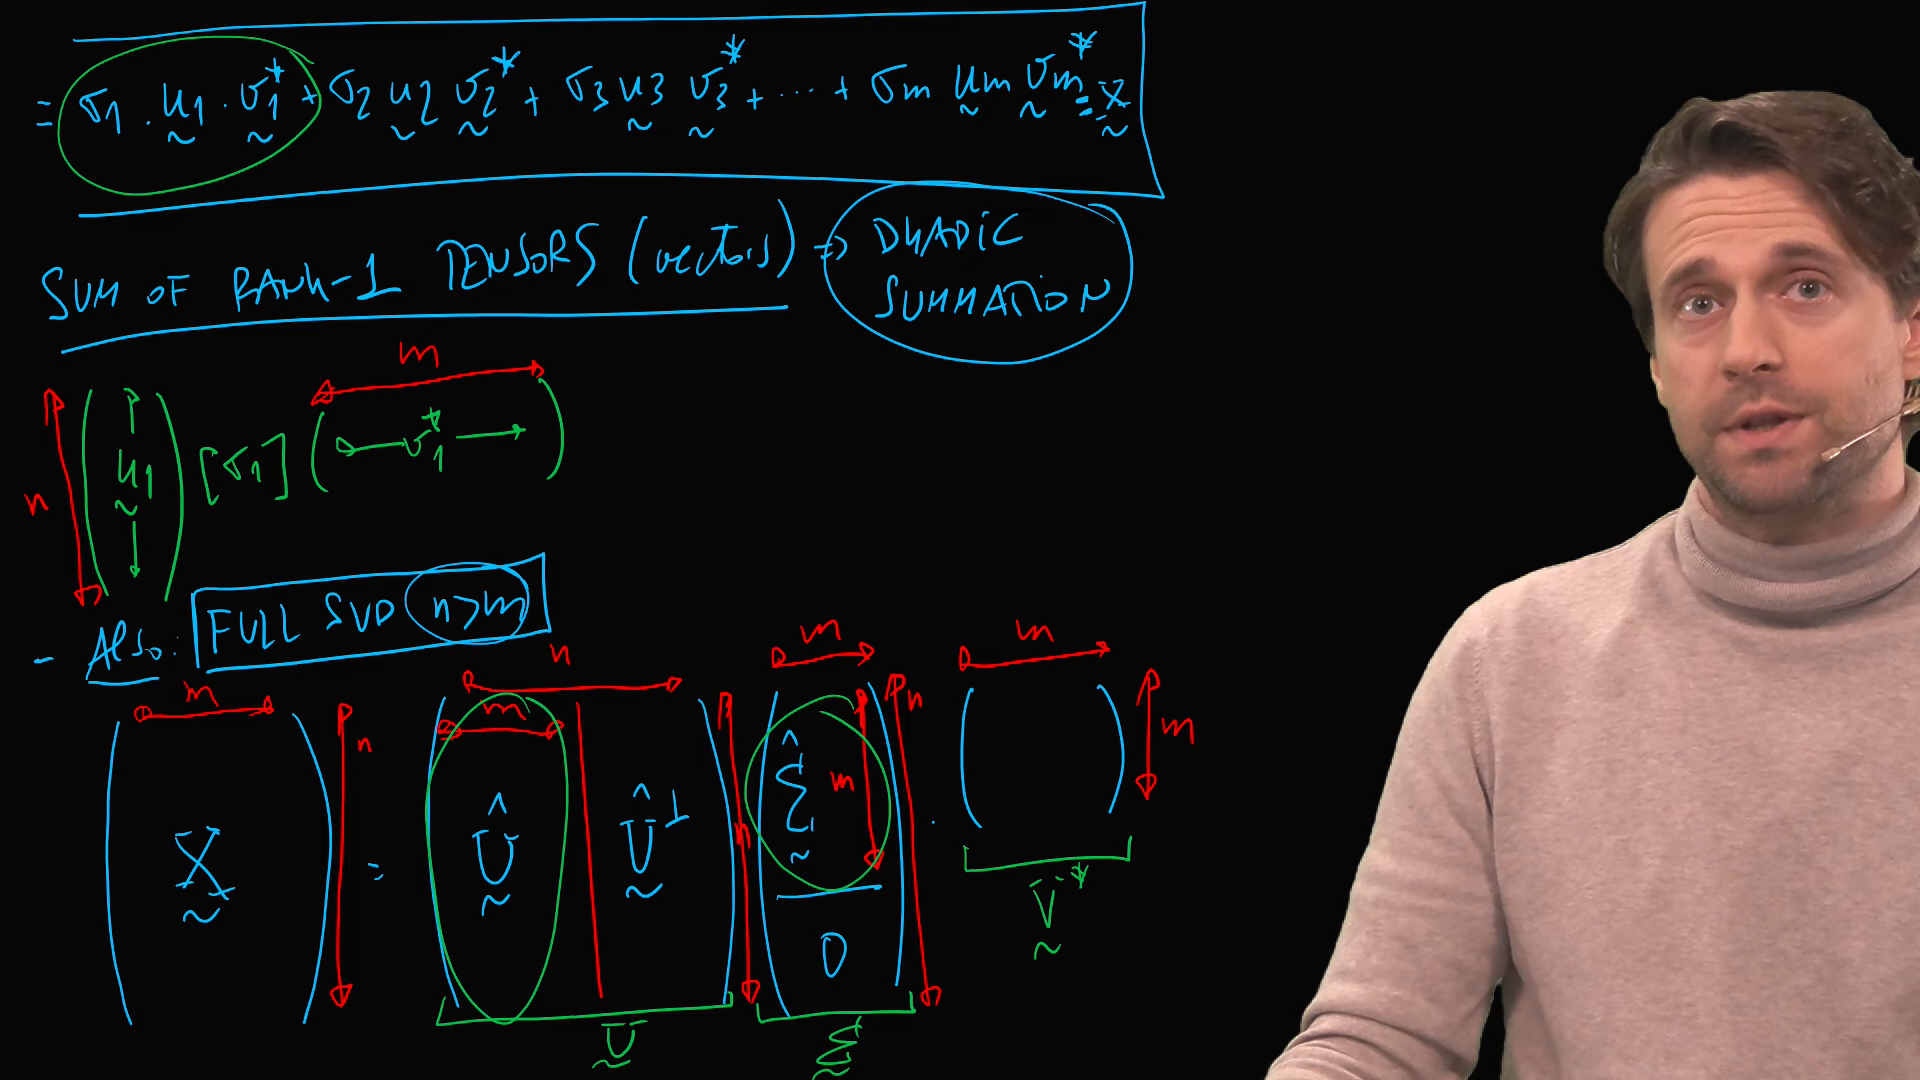 = σ1 . u1 . v1* + σ2 u2 v2* + σ3 u3 v3* + ... + σm um vm* = X
SUM OF RANK-1 TENSORS (vectors) => DYADIC SUMMATION
m
n ( u1 ) [σ1] ( v1* )
- Also: FULL SVD n>m
m n m m
m n m n m
X = Û Û⊥ n Σ̂ m .
0 V*
U Σ